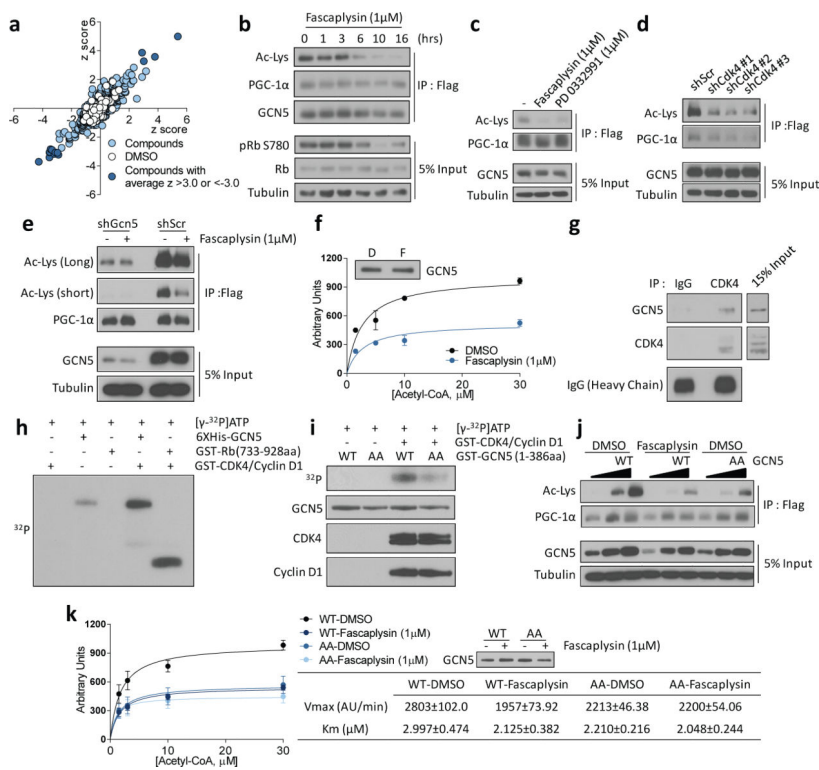 a
z score
6
4
2
-4
-2
2
4
6
z score
-2
-4
-6
Compounds
DMSO
Compounds with
average z >3.0 or <-3.0
b
Fascaplysin (1μM)
0 1 3 6 10 16 (hrs)
Ac-Lys
PGC-1α
GCN5
IP : Flag
pRb S780
Rb
Tubulin
5% Input
c
- Fascaplysin (1μM) PD 0332991 (1μM)
Ac-Lys
PGC-1α
IP : Flag
GCN5
Tubulin
5% Input
d
shScr shCdk4#1 shCdk4#2 shCdk4#3
Ac-Lys
PGC-1α
IP :Flag
GCN5
Tubulin
5% Input
e
shGcn5 shScr
- + - + Fascaplysin (1μM)
Ac-Lys (Long)
Ac-Lys (short)
PGC-1α
IP :Flag
GCN5
Tubulin
5% Input
f
D F
GCN5
Arbitrary Units
1200
900
600
300
0
0 10 20 30
[Acetyl-CoA, μM]
DMSO
Fascaplysin (1μM)
g
IP : IgG CDK4 15% Input
GCN5
CDK4
IgG (Heavy Chain)
h
+ + + + + [γ-³²P]ATP
- + - + - 6XHis-GCN5
- - + - + GST-Rb(733-928aa)
+ - - + + GST-CDK4/Cyclin D1
³²P
i
+ + + + [γ-³²P]ATP
- - + + GST-CDK4/Cyclin D1
WT AA WT AA GST-GCN5 (1-386aa)
³²P
GCN5
CDK4
Cyclin D1
j
DMSO Fascaplysin DMSO
WT WT AA GCN5
Ac-Lys
PGC-1α
IP : Flag
GCN5
Tubulin
5% Input
k
Arbitrary Units
1200
900
600
300
0
0 10 20 30
[Acetyl-CoA, μM]
WT-DMSO
WT-Fascaplysin (1μM)
AA-DMSO
AA-Fascaplysin (1μM)
WT AA
- + - + Fascaplysin (1μM)
GCN5
WT-DMSO WT-Fascaplysin AA-DMSO AA-Fascaplysin
Vmax (AU/min) 2803±102.0 1957±73.92 2213±46.38 2200±54.06
Km (μM) 2.997±0.474 2.125±0.382 2.210±0.216 2.048±0.244